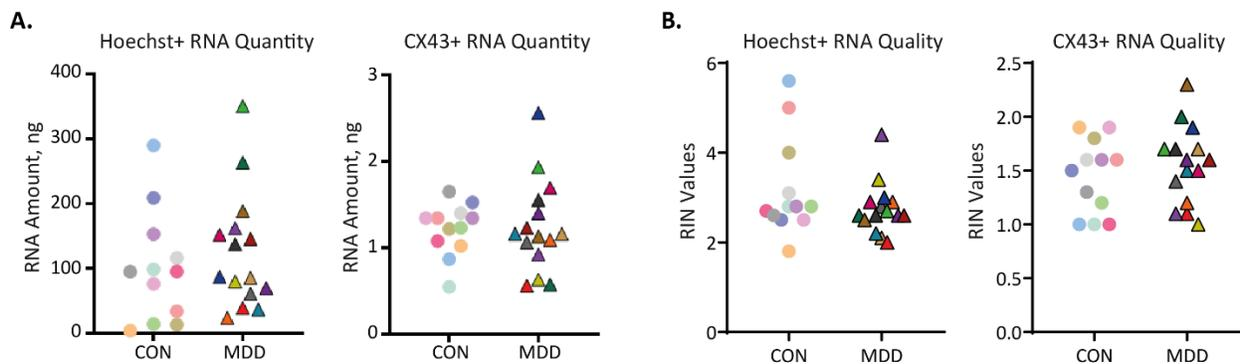 A.
Hoechst+ RNA Quantity
RNA Amount, ng
400
300
200
100
0
CON MDD
CX43+ RNA Quantity
RNA Amount, ng
3
2
1
0
CON MDD
B.
Hoechst+ RNA Quality
RIN Values
6
4
2
0
CON MDD
CX43+ RNA Quality
RIN Values
2.5
2.0
1.5
1.0
0.5
0.0
CON MDD